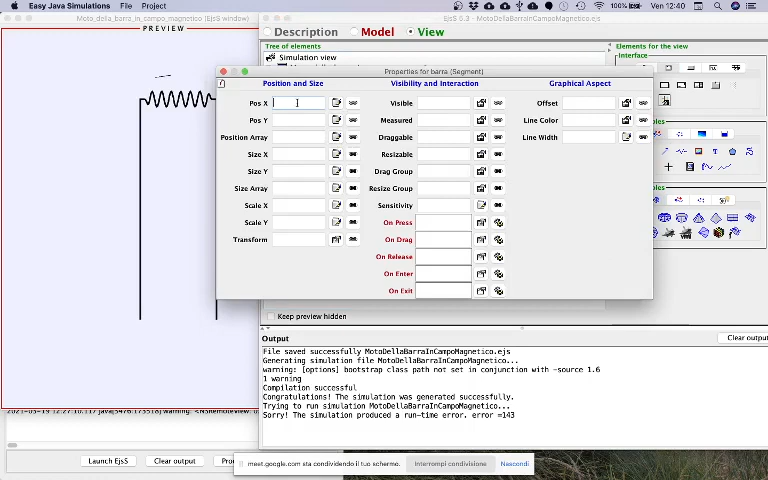 Easy Java Simulations File Project
100% Ven 12:40
Moto_della_barra_in_campo_magnetico (EjsS window)
EjsS 6.3 - MotoDellaBarraInCampoMagnetico.ejs
PREVIEW
Description Model View
Tree of elements
Elements for the view
Simulation view
Interface
Properties for barra (Segment)
Position and Size Visibility and Interaction Graphical Aspect
Pos X Visible Offset
Pos Y Measured Line Color
Position Array Draggable Line Width
Size X Resizable
Size Y Drag Group
Size Array Resize Group
Scale X Sensitivity
Scale Y On Press
Transform On Drag
On Release
On Enter
On Exit
Keep preview hidden
Output
Clear output
File saved successfully MotoDellaBarraInCampoMagnetico.ejs
Generating simulation file MotoDellaBarraInCampoMagnetico...
warning: [options] bootstrap class path not set in conjunction with -source 1.6
1 warning
Compilation successful
Congratulations! The simulation was generated successfully.
Trying to run simulation MotoDellaBarraInCampoMagnetico...
Sorry! The simulation produced a run-time error. error =143
Launch EjsS Clear output
meet.google.com sta condividendo il tuo schermo. Interrompi condivisione Nascondi